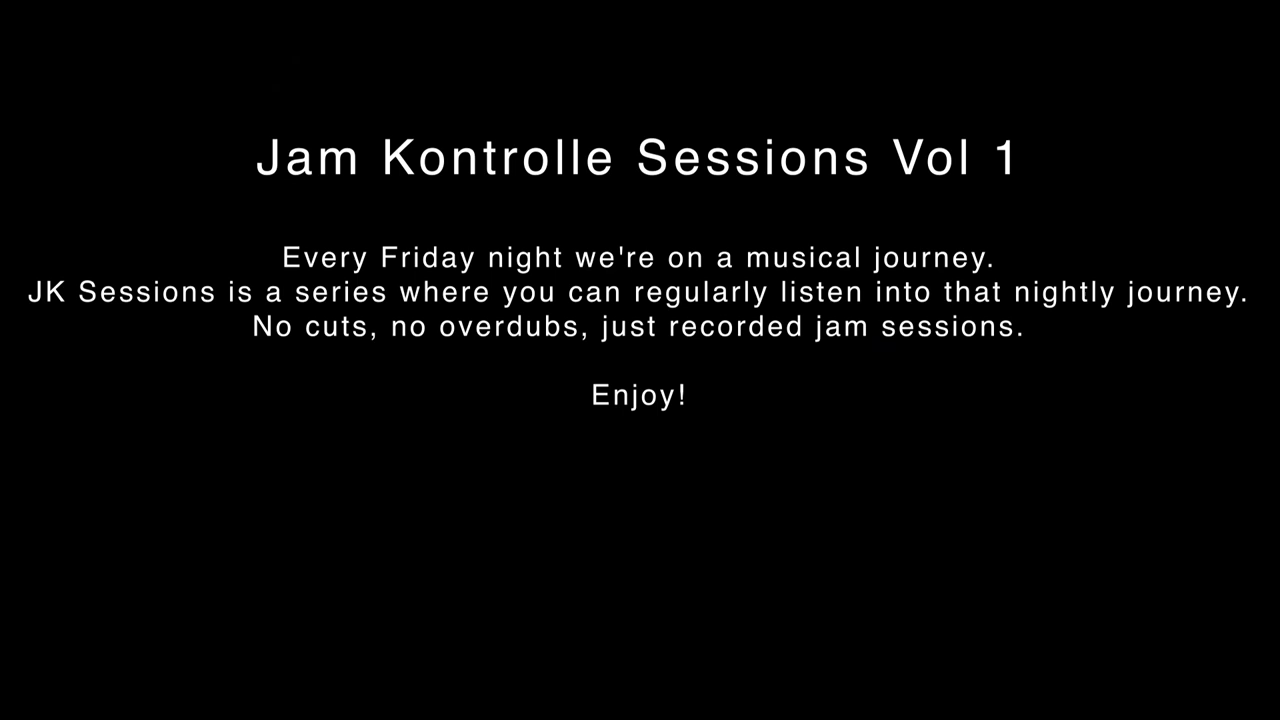 Jam Kontrolle Sessions Vol 1
Every Friday night we're on a musical journey.
JK Sessions is a series where you can regularly listen into that nightly journey.
No cuts, no overdubs, just recorded jam sessions.
Enjoy!